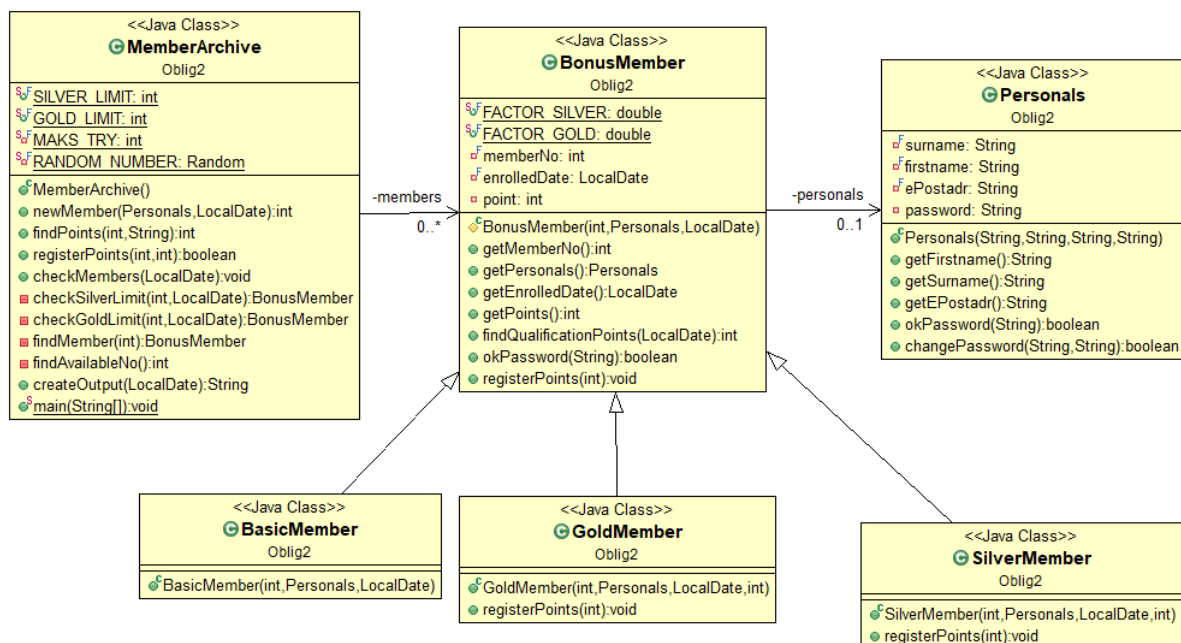 <<Java Class>>
MemberArchive
Oblig2
SILVER_LIMIT: int
GOLD_LIMIT: int
MAKS_TRY: int
RANDOM_NUMBER: Random
MemberArchive()
newMember(Personals,LocalDate):int
findPoints(int,String):int
registerPoints(int,int):boolean
checkMembers(LocalDate):void
checkSilverLimit(int,LocalDate):BonusMember
checkGoldLimit(int,LocalDate):BonusMember
findMember(int):BonusMember
findAvailableNo():int
createOutput(LocalDate):String
main(String[]):void
-members
0..*
<<Java Class>>
BonusMember
Oblig2
FACTOR_SILVER: double
FACTOR_GOLD: double
memberNo: int
enrolledDate: LocalDate
point: int
BonusMember(int,Personals,LocalDate)
getMemberNo():int
getPersonals():Personals
getEnrolledDate():LocalDate
getPoints():int
findQualificationPoints(LocalDate):int
okPassword(String):boolean
registerPoints(int):void
-personals
0..1
<<Java Class>>
Personals
Oblig2
surname: String
firstname: String
ePostadr: String
password: String
Personals(String,String,String,String)
getFirstname():String
getSurname():String
getEPostadr():String
okPassword(String):boolean
changePassword(String,String):boolean
<<Java Class>>
BasicMember
Oblig2
BasicMember(int,Personals,LocalDate)
<<Java Class>>
GoldMember
Oblig2
GoldMember(int,Personals,LocalDate,int)
registerPoints(int):void
<<Java Class>>
SilverMember
Oblig2
SilverMember(int,Personals,LocalDate,int)
registerPoints(int):void